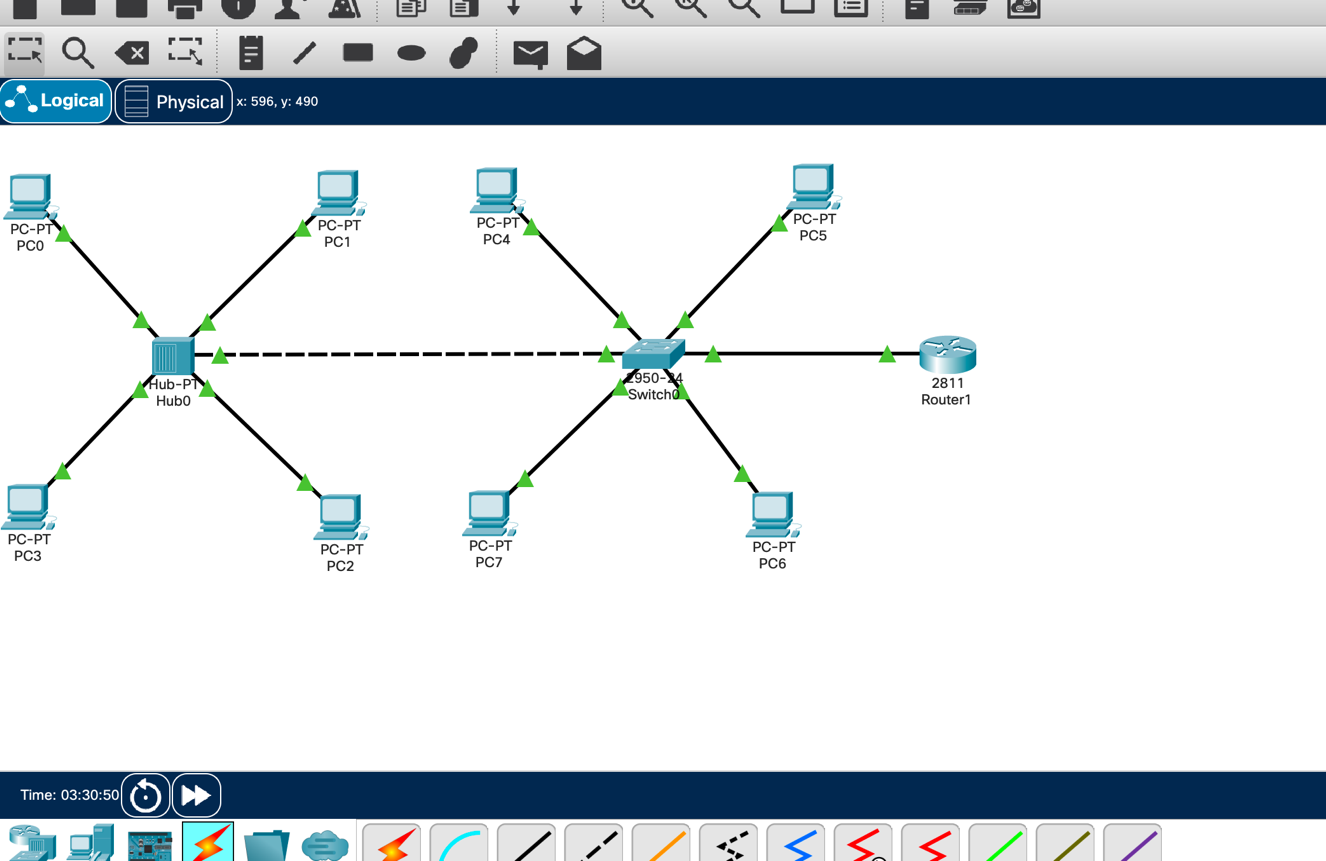 Logical
Physical
x: 596, y: 490
PC-PT
PC0
PC-PT
PC1
PC-PT
PC4
PC-PT
PC5
Hub-PT
Hub0
2950-24
Switch0
2811
Router1
PC-PT
PC3
PC-PT
PC2
PC-PT
PC7
PC-PT
PC6
Time: 03:30:50